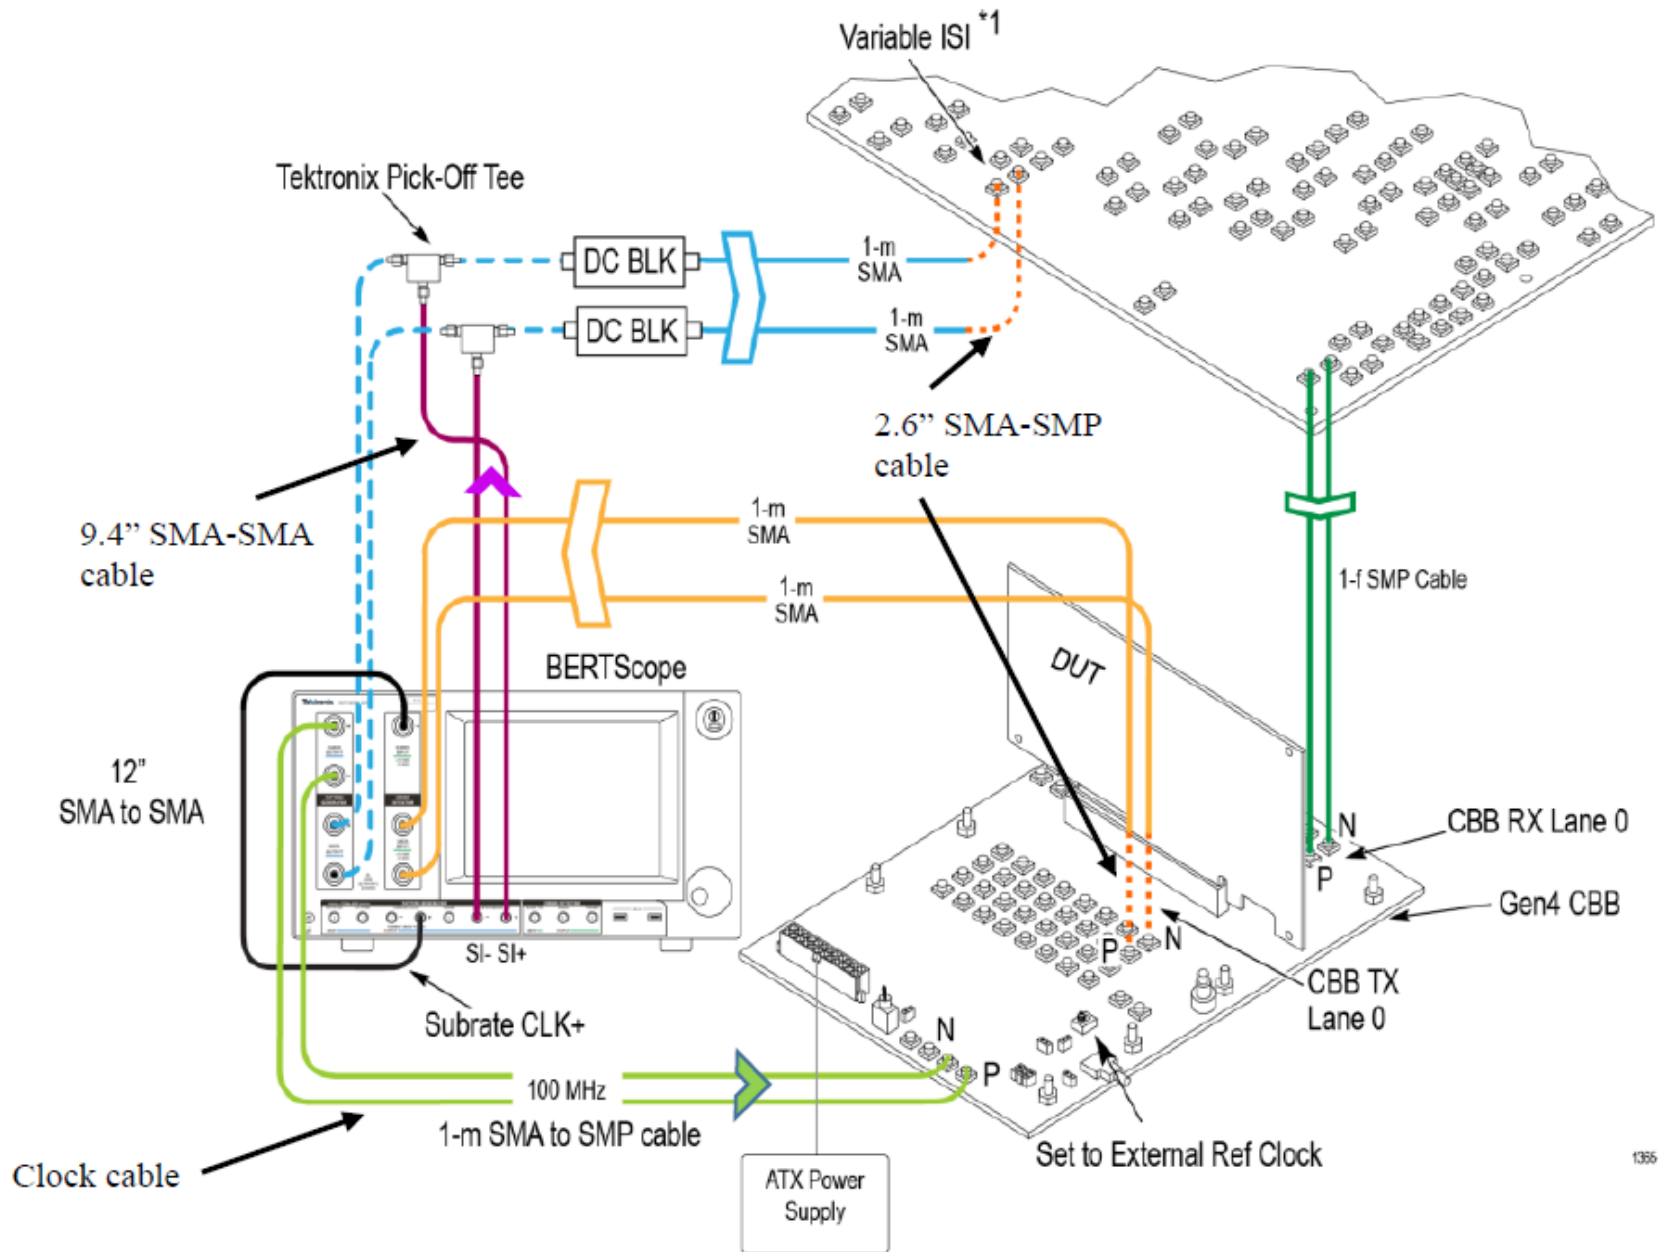 Variable ISI *1
Tektronix Pick-Off Tee
DC BLK
1-m
SMA
DC BLK
1-m
SMA
2.6” SMA-SMP
cable
9.4” SMA-SMA
cable
1-m
SMA
1-m
SMA
1-f SMP Cable
DUT
BERTScope
Tektronix
12”
SMA to SMA
N
P
CBB RX Lane 0
Gen4 CBB
P
N
CBB TX
Lane 0
SI- SI+
Subrate CLK+
N
P
100 MHz
1-m SMA to SMP cable
Clock cable
Set to External Ref Clock
ATX Power
Supply
1365